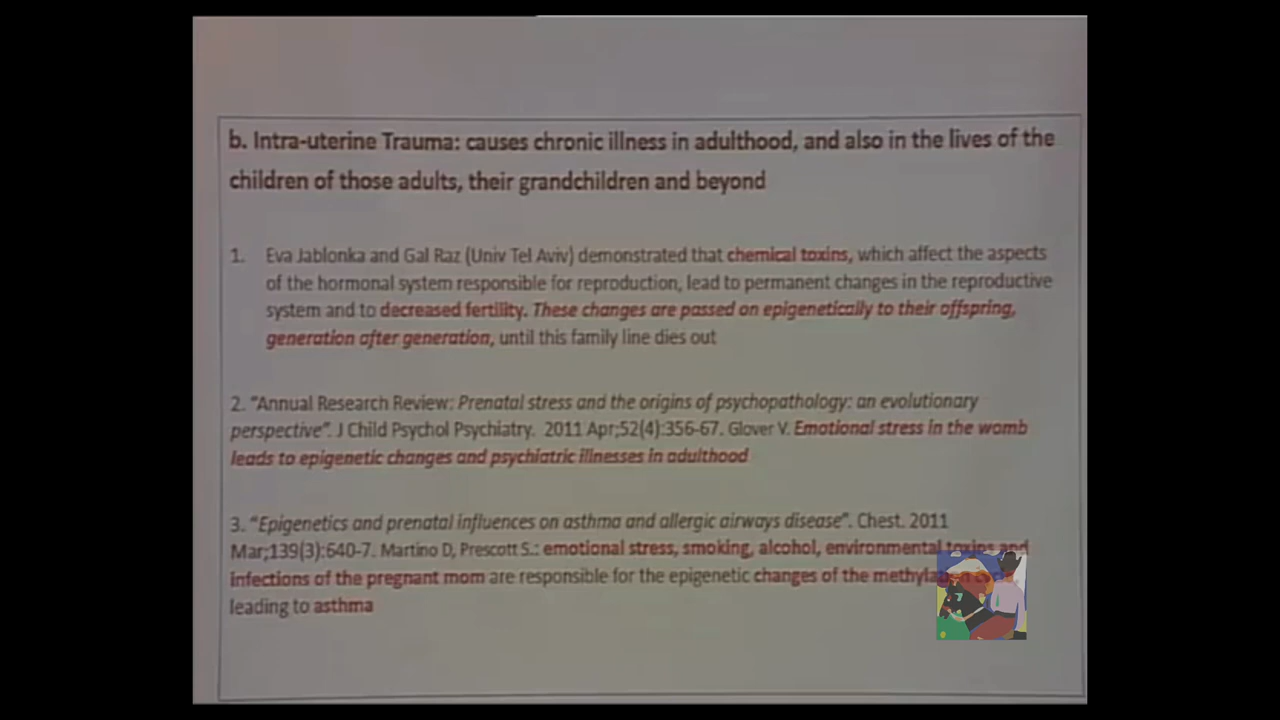 b. Intra-uterine Trauma: causes chronic illness in adulthood, and also in the lives of the
children of those adults, their grandchildren and beyond
1. Eva Jablonka and Gal Raz (Univ Tel Aviv) demonstrated that chemical toxins, which affect the aspects
of the hormonal system responsible for reproduction, lead to permanent changes in the reproductive
system and to decreased fertility. These changes are passed on epigenetically to their offspring,
generation after generation, until this family line dies out
2. "Annual Research Review: Prenatal stress and the origins of psychopathology: an evolutionary
perspective". J Child Psychol Psychiatry. 2011 Apr;52(4):356-67. Glover V. Emotional stress in the womb
leads to epigenetic changes and psychiatric illnesses in adulthood
3. "Epigenetics and prenatal influences on asthma and allergic airways disease". Chest. 2011
Mar;139(3):640-7. Martino D, Prescott S.: emotional stress, smoking, alcohol, environmental toxins and
infections of the pregnant mom are responsible for the epigenetic changes of the
leading to asthma